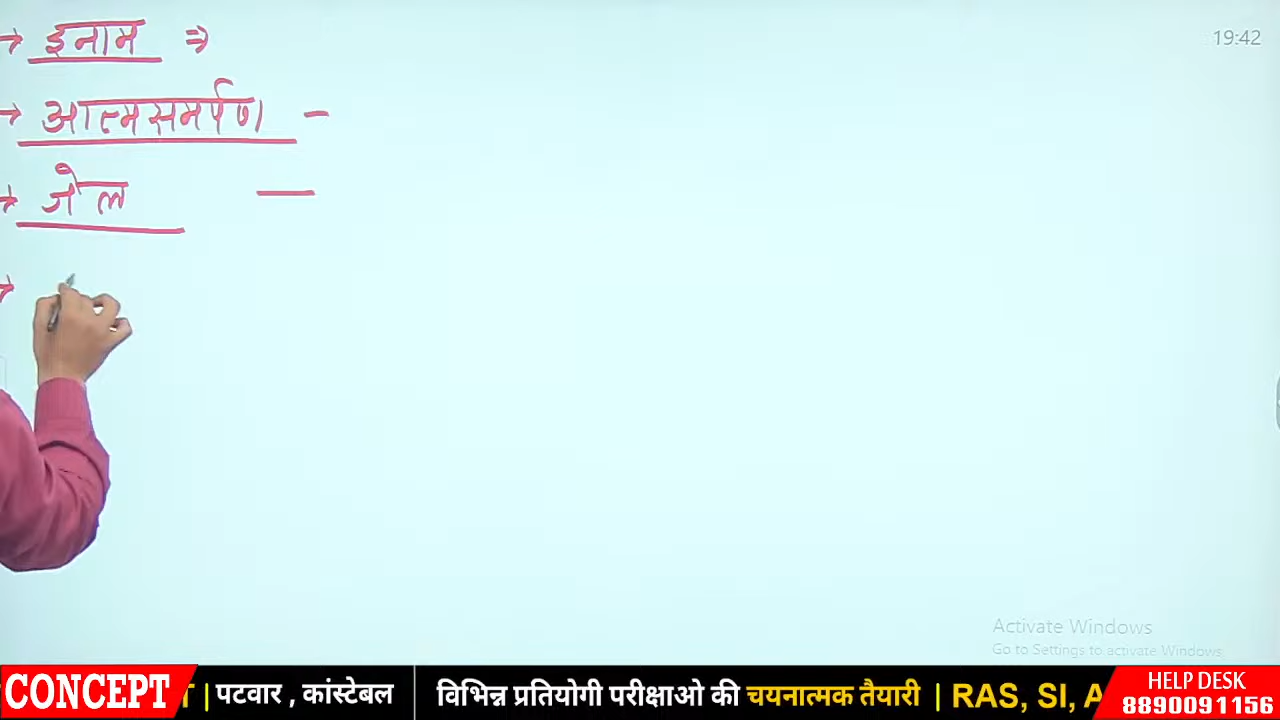 → इनाम ⇒
19:42
→ आत्मसमर्पण –
→ जेल —
→
Activate Windows
Go to Settings to activate Windows.
CONCEPT T | पटवार , कांस्टेबल | विभिन्न प्रतियोगी परीक्षाओ की चयनात्मक तैयारी | RAS, SI, A
HELP DESK
8890091156